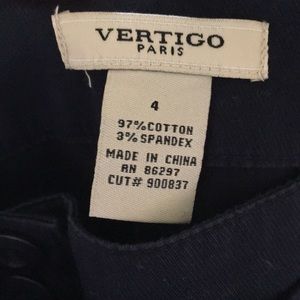 VERTIGO
PARIS
4
97%COTTON
3%SPANDEX
MADE IN CHINA
RN 86297
CUT# 900837